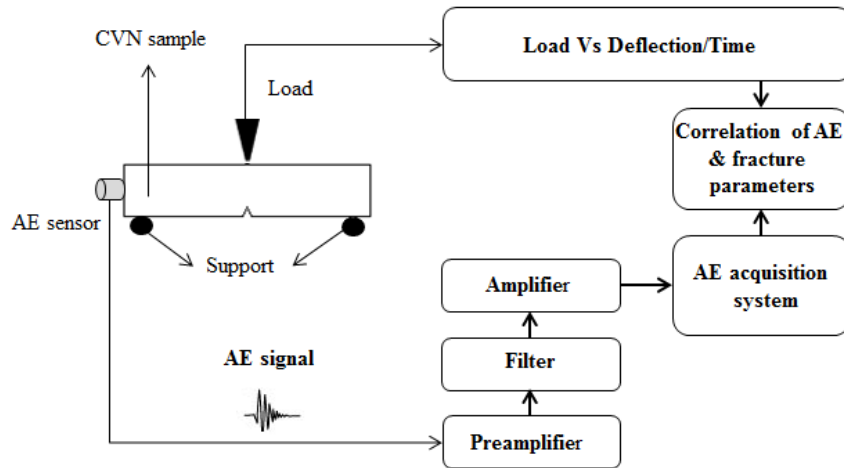 CVN sample
Load
Load Vs Deflection/Time
Correlation of AE
& fracture
parameters
AE sensor
Support
AE acquisition
system
Amplifier
Filter
AE signal
Preamplifier